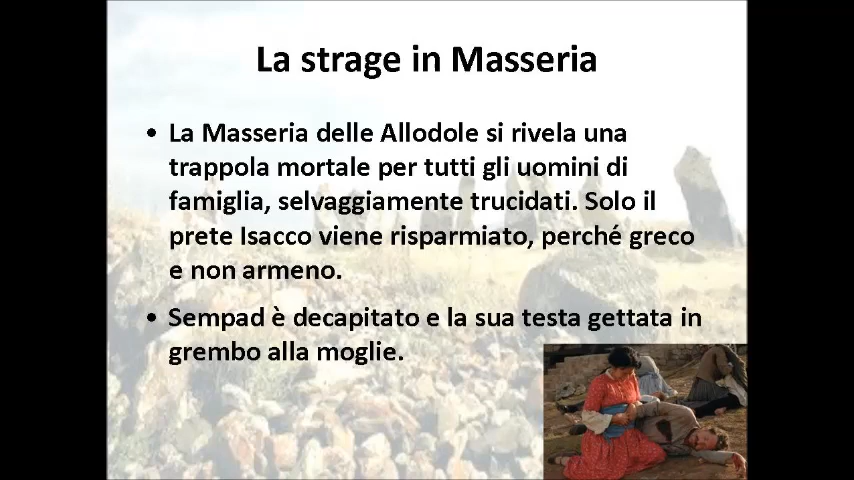 La strage in Masseria
• La Masseria delle Allodole si rivela una
trappola mortale per tutti gli uomini di
famiglia, selvaggiamente trucidati. Solo il
prete Isacco viene risparmiato, perché greco
e non armeno.
• Sempad è decapitato e la sua testa gettata in
grembo alla moglie.